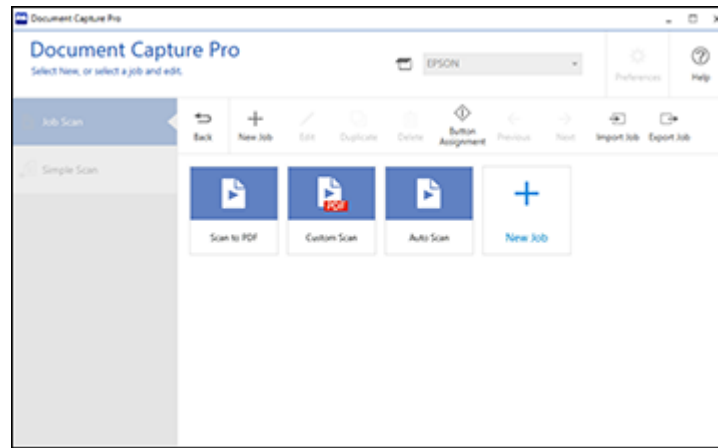 Document Capture Pro
Document Capture Pro
Select New, or select a job and edit.
EPSON
Preferences
Help
Job Scan
Back
New Job
Edit
Duplicate
Delete
Button
Assignment
Previous
Next
Import Job
Export Job
Simple Scan
PDF
Scan to PDF
Custom Scan
Auto Scan
New Job